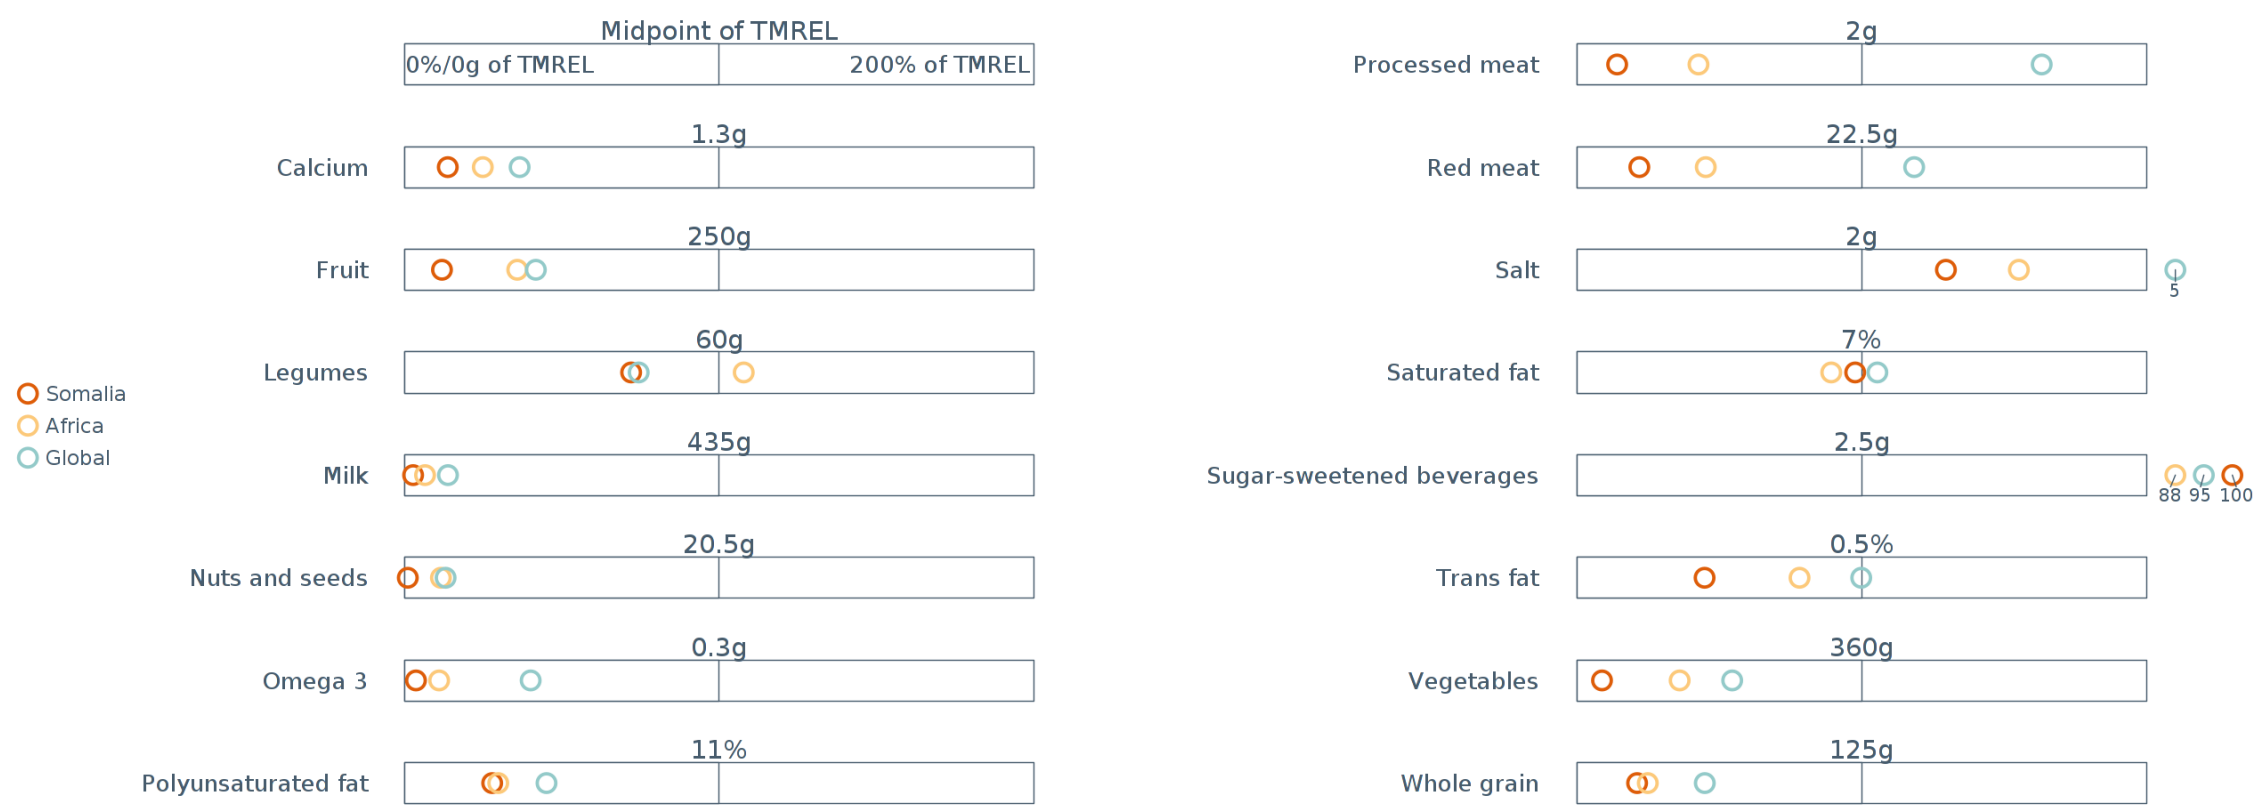 Midpoint of TMREL
0%/0g of TMREL
200% of TMREL
1.3g
Calcium
250g
Fruit
60g
Legumes
435g
Milk
20.5g
Nuts and seeds
0.3g
Omega 3
11%
Polyunsaturated fat
Somalia
Africa
Global
2g
Processed meat
22.5g
Red meat
2g
Salt
5
7%
Saturated fat
2.5g
Sugar-sweetened beverages
88 95 100
0.5%
Trans fat
360g
Vegetables
125g
Whole grain